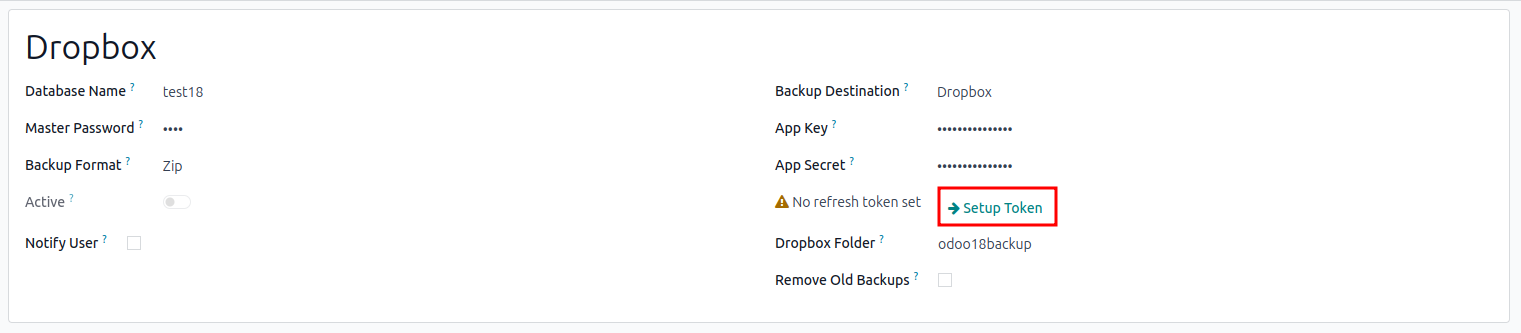 Dropbox
Database Name ? test18
Master Password ? ••••
Backup Format ? Zip
Active ?
Notify User ?
Backup Destination ? Dropbox
App Key ? •••••••••••••••
App Secret ? •••••••••••••••
No refresh token set Setup Token
Dropbox Folder ? odoo18backup
Remove Old Backups ?